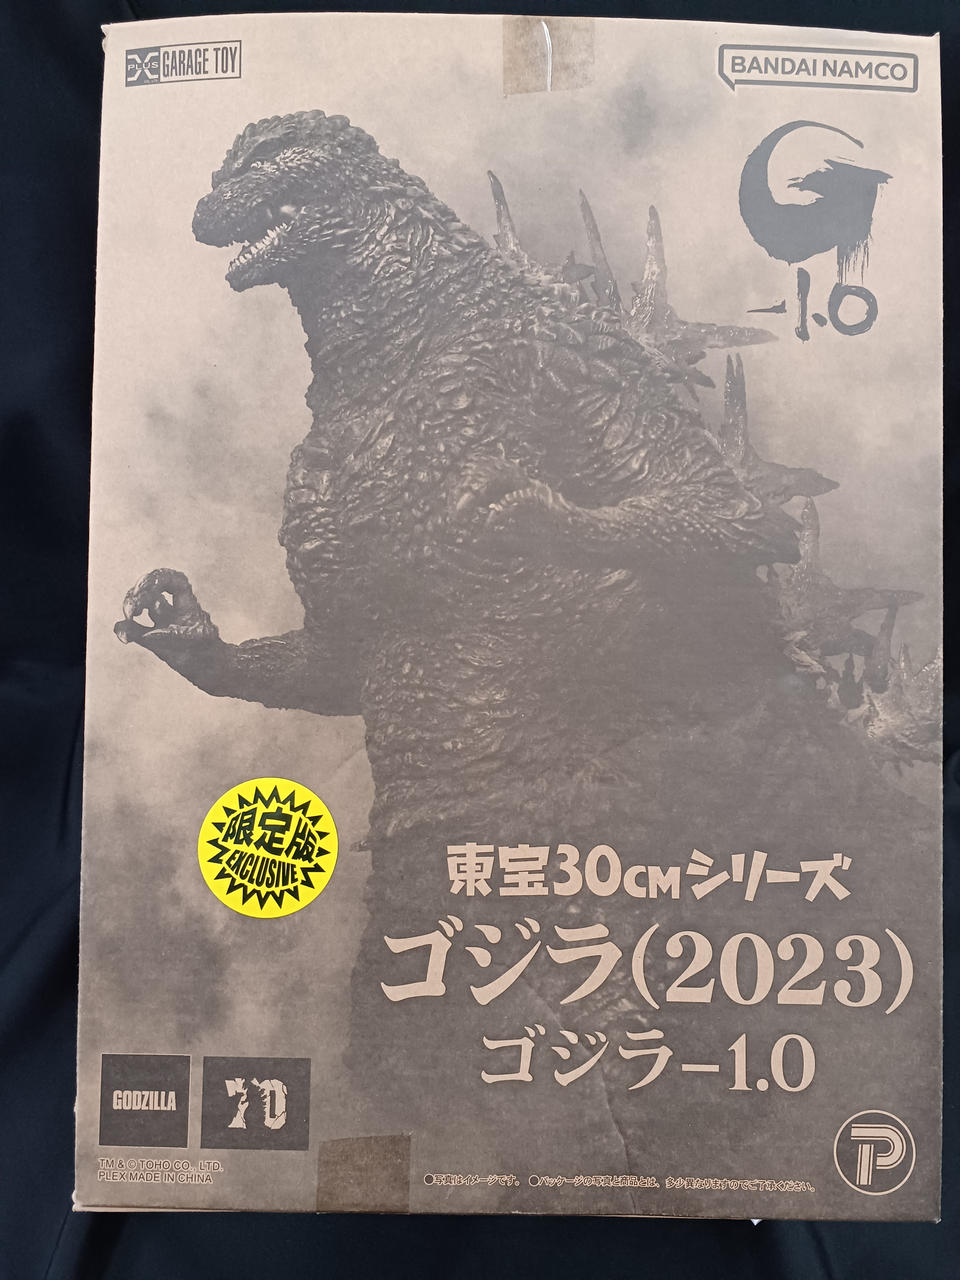 X PLUS GARAGE TOY
BANDAI NAMCO
G
-1.0
限定版
EXCLUSIVE
東宝30CMシリーズ
ゴジラ(2023)
ゴジラ-1.0
GODZILLA
70
TM & © TOHO CO., LTD.
PLEX MADE IN CHINA
●写真はイメージです。 ●パッケージの写真と商品とは、多少異なりますのでご了承ください。
P